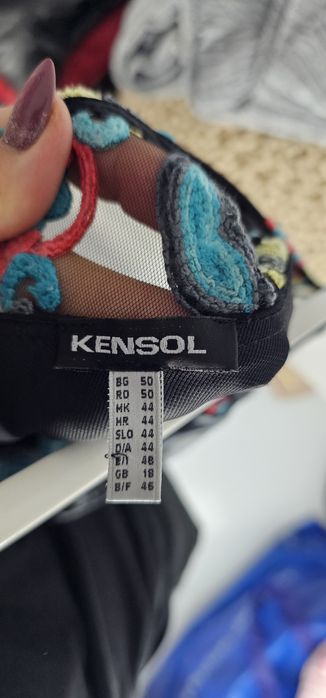 KENSOL
BG 50
RO 50
HK 44
HR 44
SLO 44
D/A 44
E/I 48
GB 18
B/F 46